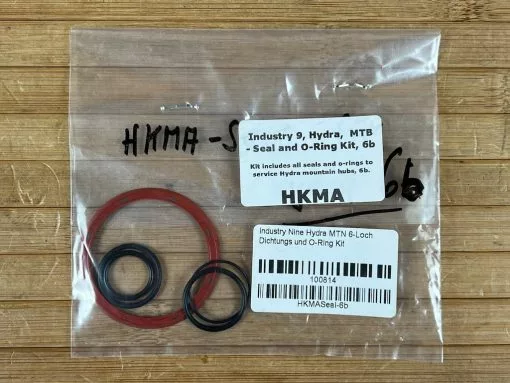 HKMA-S
6b
Industry 9, Hydra, MTB
- Seal and O-Ring Kit, 6b
Kit includes all seals and o-rings to
service Hydra mountain hubs, 6b.
HKMA
Industry Nine Hydra MTN 6-Loch
Dichtungs und O-Ring Kit
100814
HKMASeal-6b